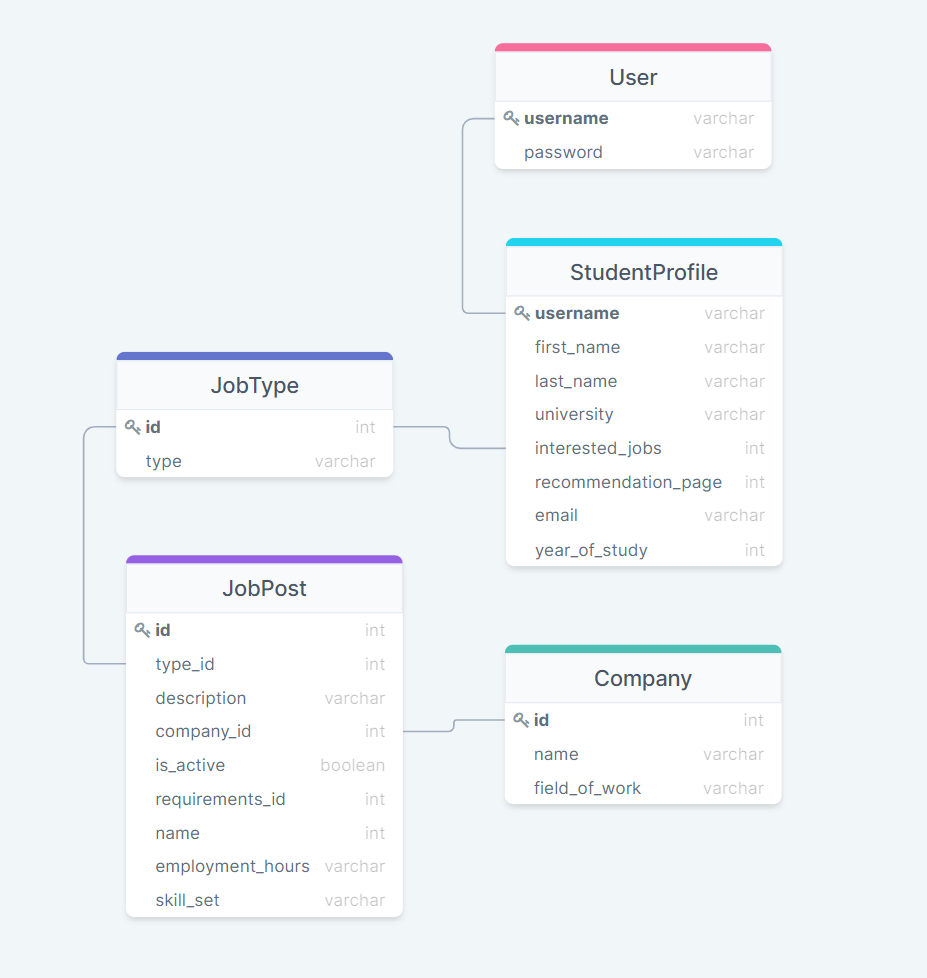 User
username varchar
password varchar
StudentProfile
username varchar
first_name varchar
last_name varchar
university varchar
interested_jobs int
recommendation_page int
email varchar
year_of_study int
JobType
id int
type varchar
JobPost
id int
type_id int
description varchar
company_id int
is_active boolean
requirements_id int
name int
employment_hours varchar
skill_set varchar
Company
id int
name varchar
field_of_work varchar